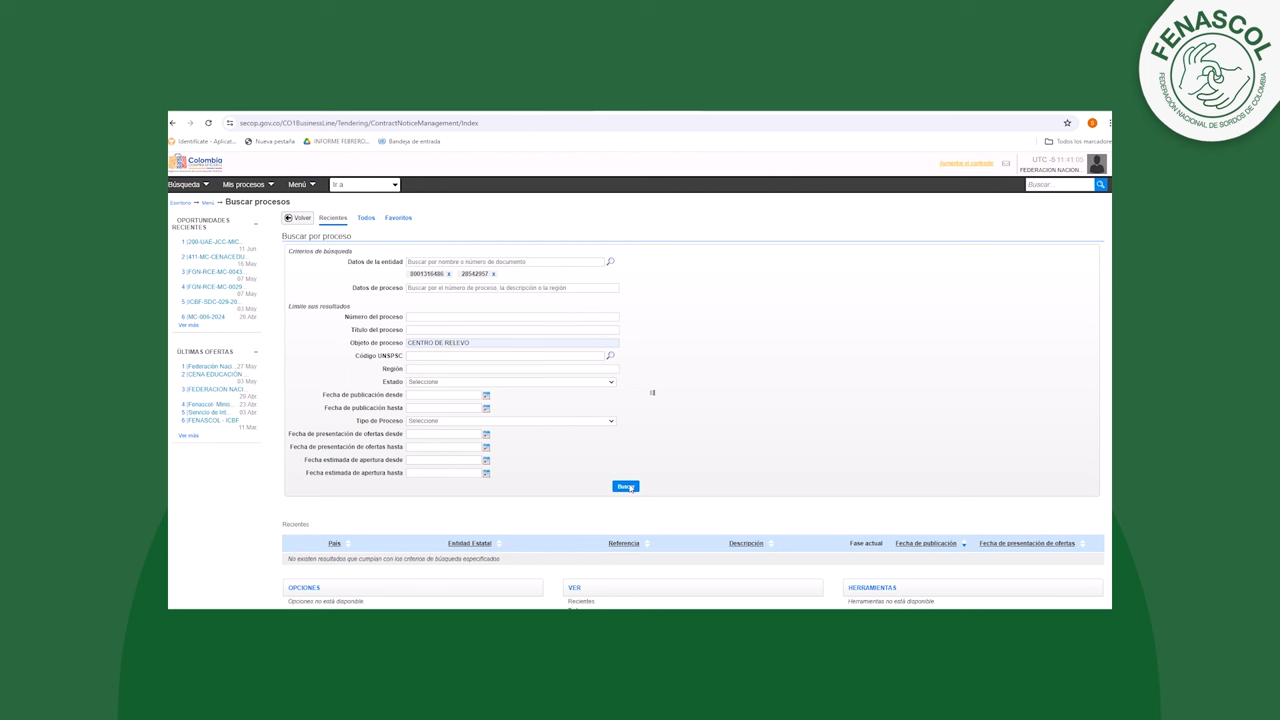 FENASCOL
FEDERACIÓN NACIONAL DE SORDOS DE COLOMBIA
secop.gov.co/CO1BusinessLine/Tendering/ContractNoticeManagement/Index
Identifícate - Aplicat... Nueva pestaña INFORME FEBRERO... Bandeja de entrada Todos los marcadore
Colombia
Aumentar el contraste UTC -5 11:41:05
FEDERACION NACION...
Búsqueda Mis procesos Menú Ir a Buscar...
Escritorio → Menú → Buscar procesos
OPORTUNIDADES RECIENTES
1 |200-UAE-JCC-MIC...
11 Jun
2 |411-MC-CENACEDU...
16 May
3 |FGN-RCE-MC-0043...
07 May
4 |FGN-RCE-MC-0029...
07 May
5 |ICBF-SDC-029-20...
03 May
6 |MC-006-2024 26 Abr
Ver más
ÚLTIMAS OFERTAS
1 |Federación Naci... 27 May
2 |CENA EDUCACIÓN ...
03 May
3 |FEDERACION NACI...
29 Abr
4 |Fenascol- Minis... 23 Abr
5 |Servicio de Int... 03 Abr
6 |FENASCOL - ICBF
11 Mar
Ver más
Volver Recientes Todos Favoritos
Buscar por proceso
Criterios de búsqueda
Datos de la entidad Buscar por nombre o número de documento
8001316486 x 28542957 x
Datos de proceso Buscar por el número de proceso, la descripción o la región
Limite sus resultados
Número del proceso
Título del proceso
Objeto de proceso CENTRO DE RELEVO
Código UNSPSC
Región
Estado Seleccione
Fecha de publicación desde
Fecha de publicación hasta
Tipo de Proceso Seleccione
Fecha de presentación de ofertas desde
Fecha de presentación de ofertas hasta
Fecha estimada de apertura desde
Fecha estimada de apertura hasta
Buscar
Recientes
País Entidad Estatal Referencia Descripción Fase actual Fecha de publicación Fecha de presentación de ofertas
No existen resultados que cumplan con los criterios de búsqueda especificados
OPCIONES VER HERRAMIENTAS
Opciones no está disponible. Recientes Herramientas no está disponible.